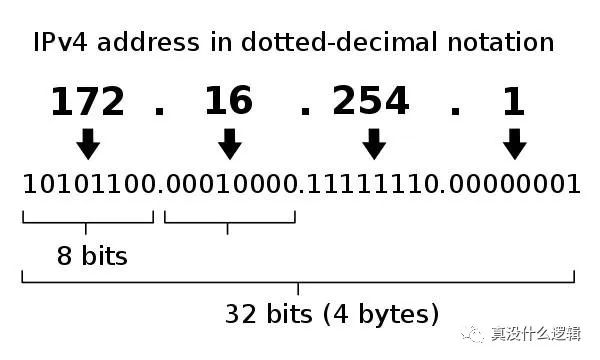 IPv4 address in dotted-decimal notation
172 . 16 . 254 . 1
10101100.00010000.11111110.00000001
8 bits
32 bits (4 bytes)
真没什么逻辑